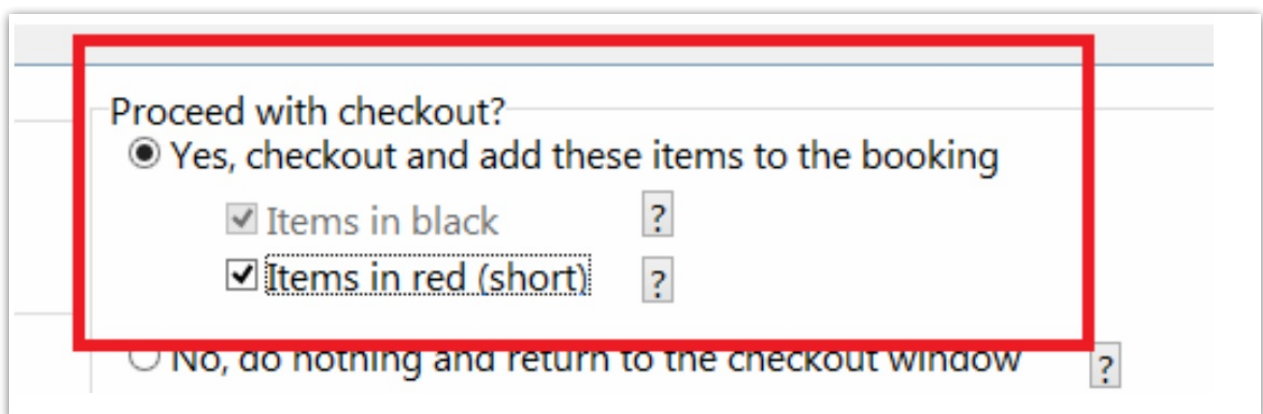 Proceed with checkout?
Yes, checkout and add these items to the booking
Items in black ?
Items in red (short) ?
No, do nothing and return to the checkout window ?